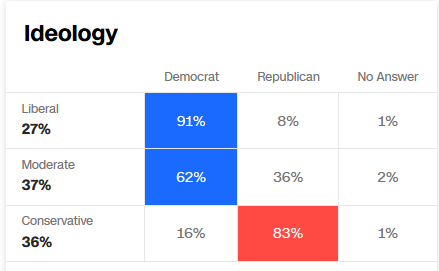 Ideology
Democrat Republican No Answer
Liberal
27% 91% 8% 1%
Moderate
37% 62% 36% 2%
Conservative
36% 16% 83% 1%